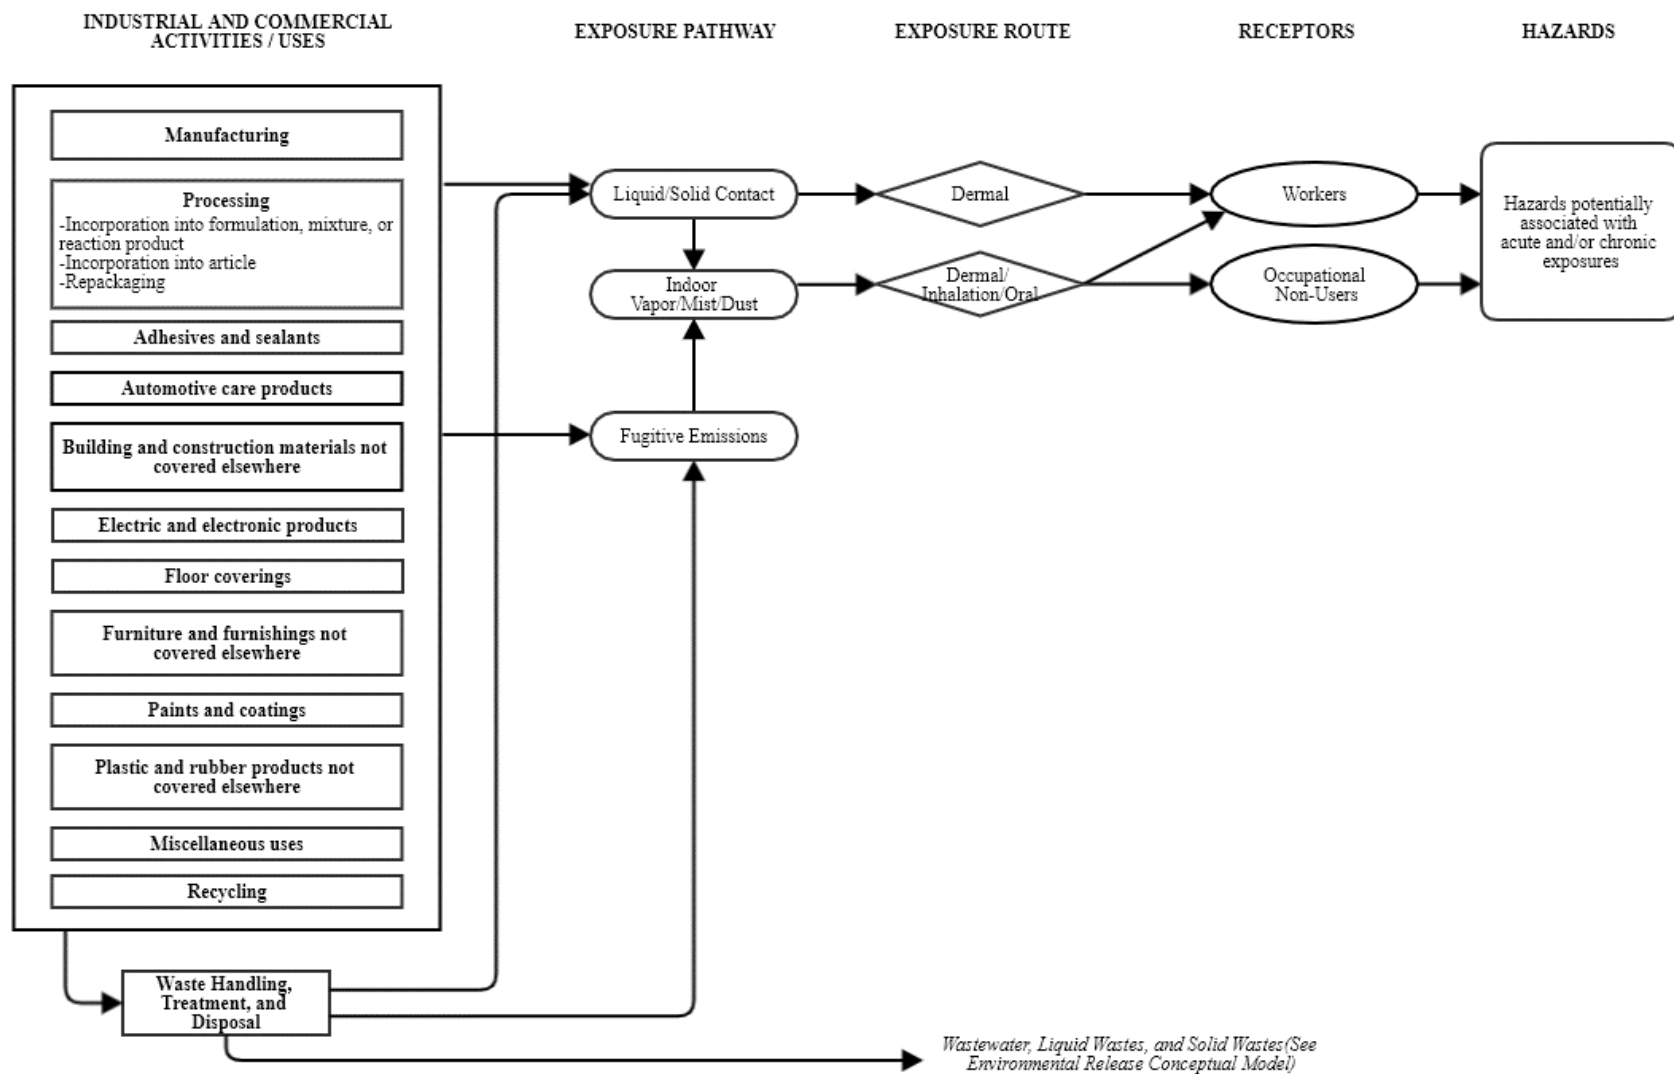 INDUSTRIAL AND COMMERCIAL
ACTIVITIES / USES
EXPOSURE PATHWAY
EXPOSURE ROUTE
RECEPTORS
HAZARDS
Manufacturing
Processing
-Incorporation into formulation, mixture, or
reaction product
-Incorporation into article
-Repackaging
Adhesives and sealants
Automotive care products
Building and construction materials not
covered elsewhere
Electric and electronic products
Floor coverings
Furniture and furnishings not
covered elsewhere
Paints and coatings
Plastic and rubber products not
covered elsewhere
Miscellaneous uses
Recycling
Waste Handling,
Treatment, and
Disposal
Liquid/Solid Contact
Indoor
Vapor/Mist/Dust
Fugitive Emissions
Dermal
Dermal/
Inhalation/Oral
Workers
Occupational
Non-Users
Hazards potentially
associated with
acute and/or chronic
exposures
Wastewater, Liquid Wastes, and Solid Wastes(See
Environmental Release Conceptual Model)